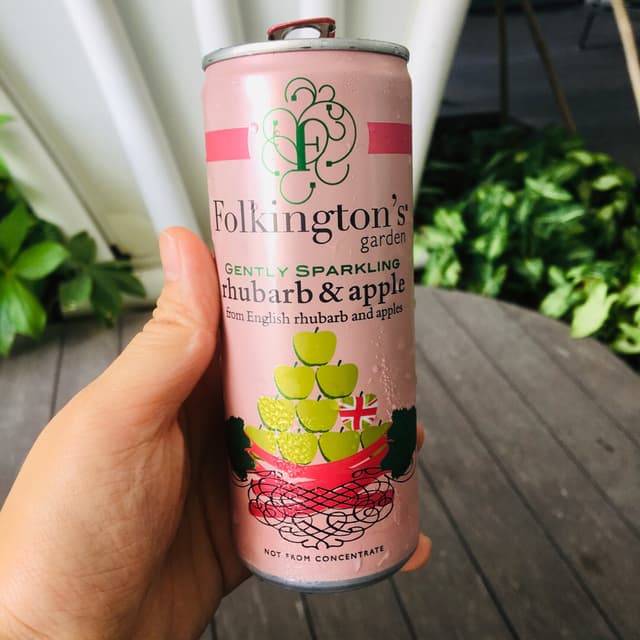 F
Folkington's
garden
GENTLY SPARKLING
rhubarb & apple
from English rhubarb and apples
NOT FROM CONCENTRATE